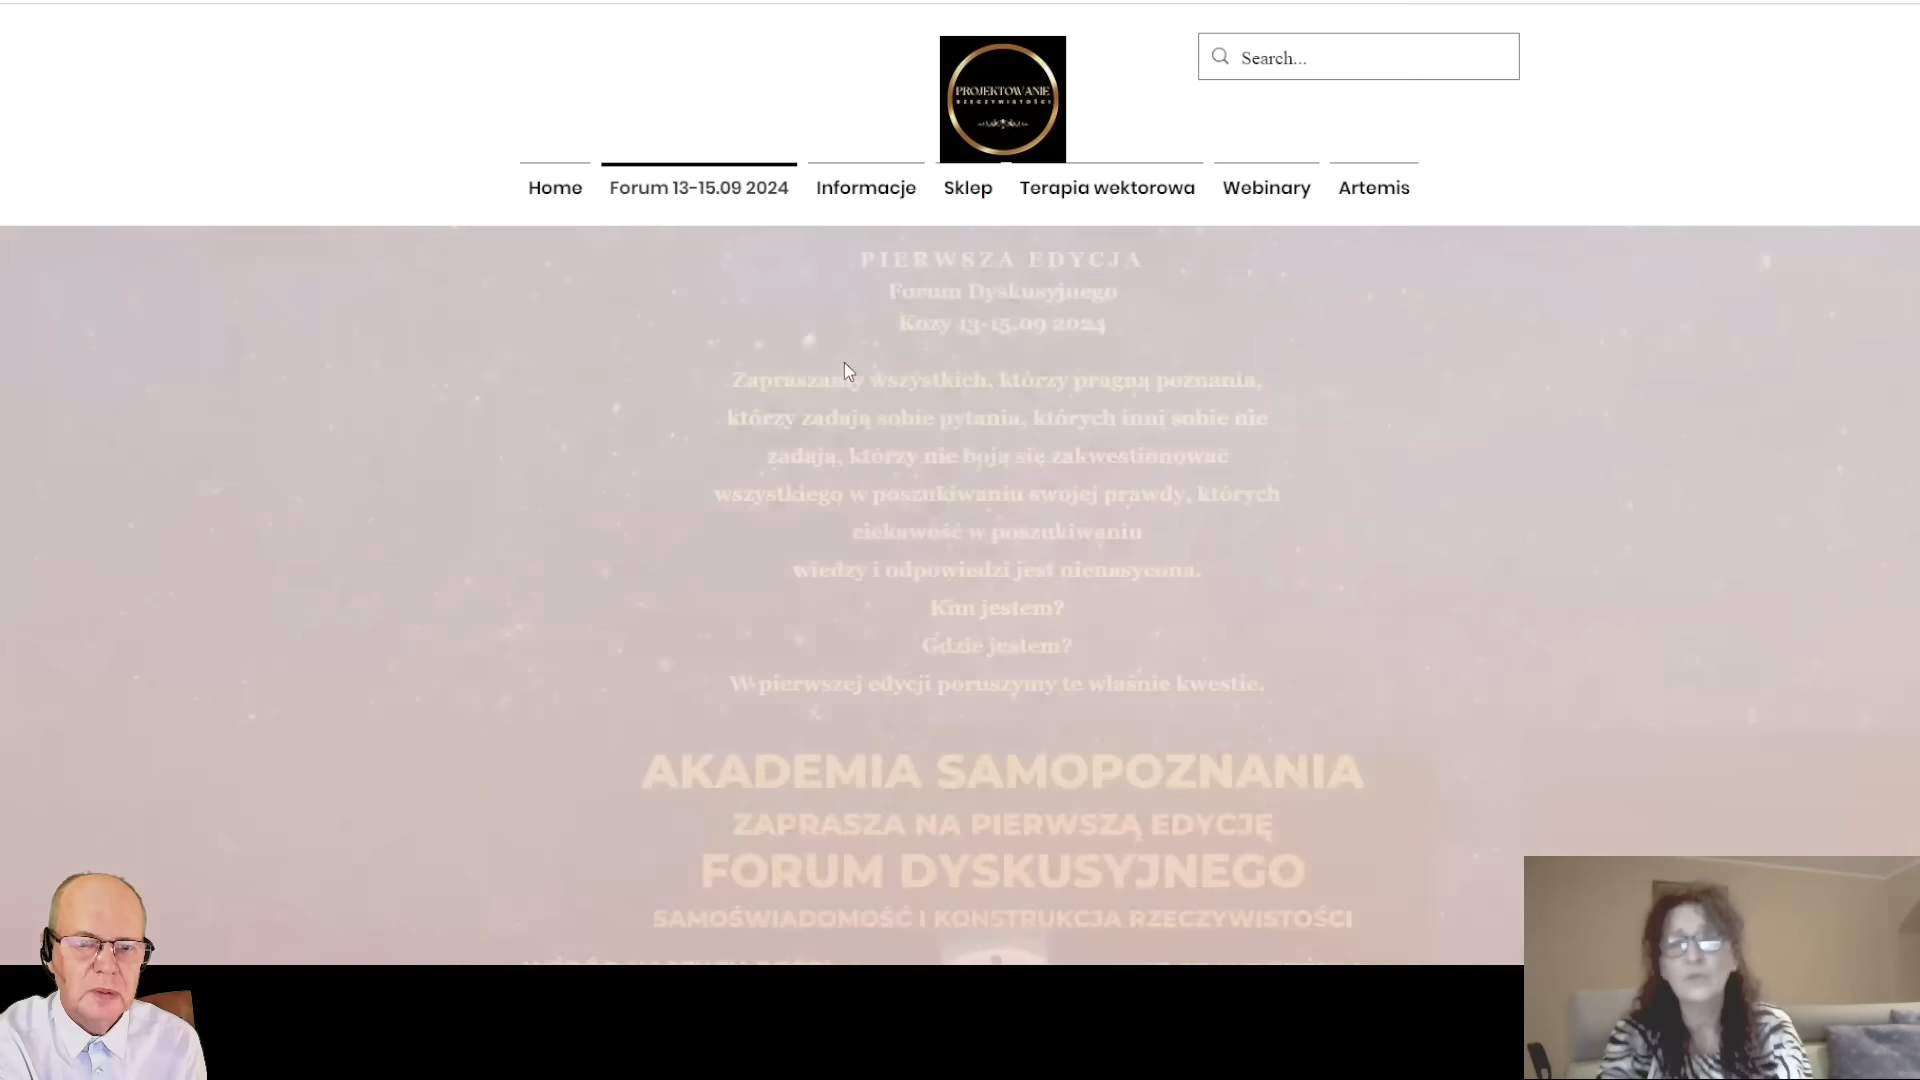 Search...
PROJEKTOWANIE
RZECZYWISTOŚCI
Home
Forum 13-15.09 2024
Informacje
Sklep
Terapia wektorowa
Webinary
Artemis
PIERWSZA EDYCJA
Forum Dyskusyjnego
Kozy 13-15.09 2024
Zapraszamy wszystkich, którzy pragną poznania,
którzy zadają sobie pytania, których inni sobie nie
zadają, którzy nie boją się zakwestionować
wszystkiego w poszukiwaniu swojej prawdy, których
ciekawość w poszukiwaniu
wiedzy i odpowiedzi jest nienasycona.
Kim jestem?
Gdzie jestem?
W pierwszej edycji poruszymy te właśnie kwestie.
AKADEMIA SAMOPOZNANIA
ZAPRASZA NA PIERWSZĄ EDYCJĘ
FORUM DYSKUSYJNEGO
SAMOŚWIADOMOŚĆ I KONSTRUKCJA RZECZYWISTOŚCI